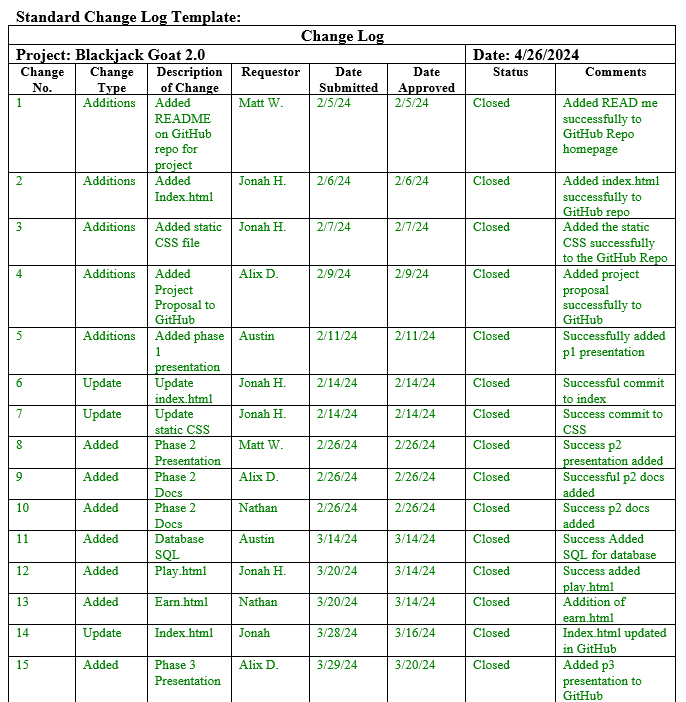 Standard Change Log Template:
Change Log
Project: Blackjack Goat 2.0 Date: 4/26/2024
Change No. Change Type Description of Change Requestor Date Submitted Date Approved Status Comments
1 Additions Added README on GitHub repo for project Matt W. 2/5/24 2/5/24 Closed Added READ me successfully to GitHub Repo homepage
2 Additions Added Index.html Jonah H. 2/6/24 2/6/24 Closed Added index.html successfully to GitHub repo
3 Additions Added static CSS file Jonah H. 2/7/24 2/7/24 Closed Added the static CSS successfully to the GitHub Repo
4 Additions Added Project Proposal to GitHub Alix D. 2/9/24 2/9/24 Closed Added project proposal successfully to GitHub
5 Additions Added phase 1 presentation Austin 2/11/24 2/11/24 Closed Successfully added p1 presentation
6 Update Update index.html Jonah H. 2/14/24 2/14/24 Closed Successful commit to index
7 Update Update static CSS Jonah H. 2/14/24 2/14/24 Closed Success commit to CSS
8 Added Phase 2 Presentation Matt W. 2/26/24 2/26/24 Closed Success p2 presentation added
9 Added Phase 2 Docs Alix D. 2/26/24 2/26/24 Closed Successful p2 docs added
10 Added Phase 2 Docs Nathan 2/26/24 2/26/24 Closed Success p2 docs added
11 Added Database SQL Austin 3/14/24 3/14/24 Closed Success Added SQL for database
12 Added Play.html Jonah H. 3/20/24 3/14/24 Closed Success added play.html
13 Added Earn.html Nathan 3/20/24 3/14/24 Closed Addition of earn.html
14 Update Index.html Jonah 3/28/24 3/16/24 Closed Index.html updated in GitHub
15 Added Phase 3 Presentation Alix D. 3/29/24 3/20/24 Closed Added p3 presentation to GitHub